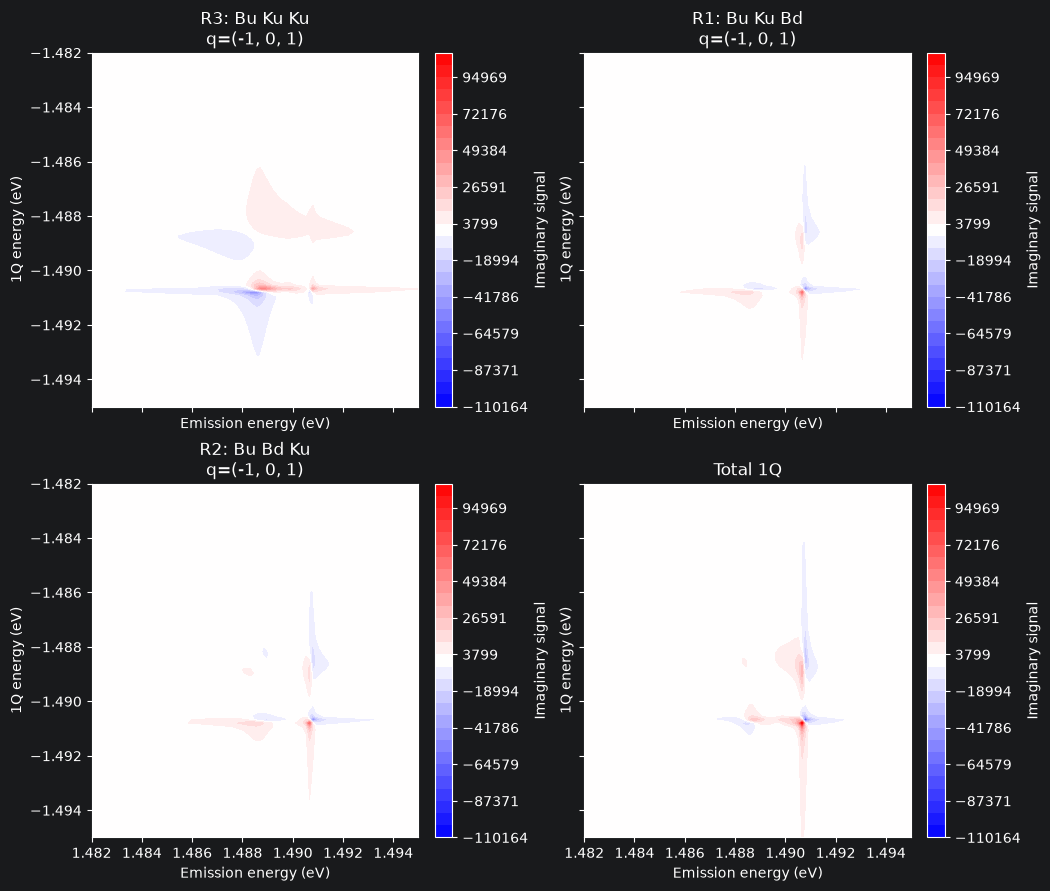 R3: Bu Ku Ku
q=(-1, 0, 1)
−1.482
−1.484
−1.486
−1.488
−1.490
−1.492
−1.494
1Q energy (eV)
Emission energy (eV)
94969
72176
49384
26591
3799
−18994
−41786
−64579
−87371
−110164
Imaginary signal
R1: Bu Ku Bd
q=(-1, 0, 1)
1Q energy (eV)
Emission energy (eV)
94969
72176
49384
26591
3799
−18994
−41786
−64579
−87371
−110164
Imaginary signal
R2: Bu Bd Ku
q=(-1, 0, 1)
−1.482
−1.484
−1.486
−1.488
−1.490
−1.492
−1.494
1Q energy (eV)
1.482 1.484 1.486 1.488 1.490 1.492 1.494
Emission energy (eV)
94969
72176
49384
26591
3799
−18994
−41786
−64579
−87371
−110164
Imaginary signal
Total 1Q
1Q energy (eV)
1.482 1.484 1.486 1.488 1.490 1.492 1.494
Emission energy (eV)
94969
72176
49384
26591
3799
−18994
−41786
−64579
−87371
−110164
Imaginary signal